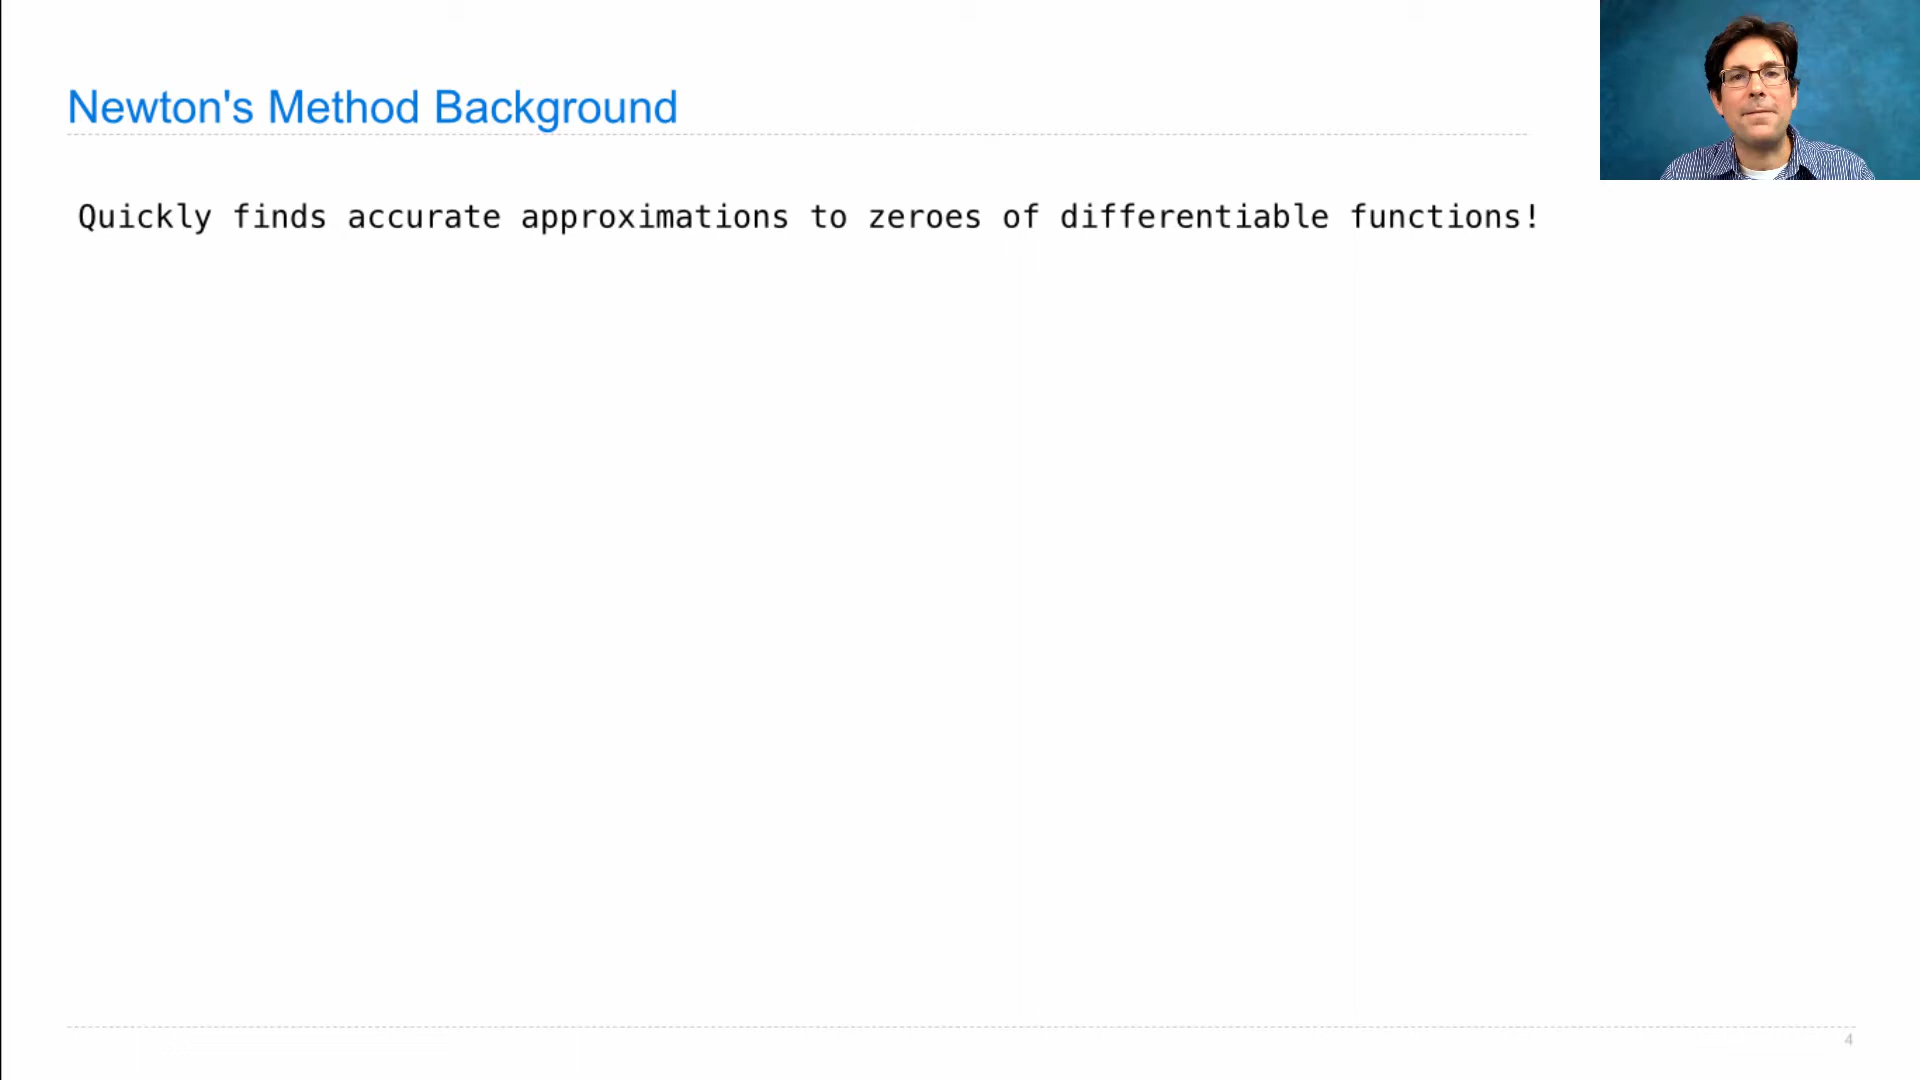 Newton's Method Background
Quickly finds accurate approximations to zeroes of differentiable functions!
4